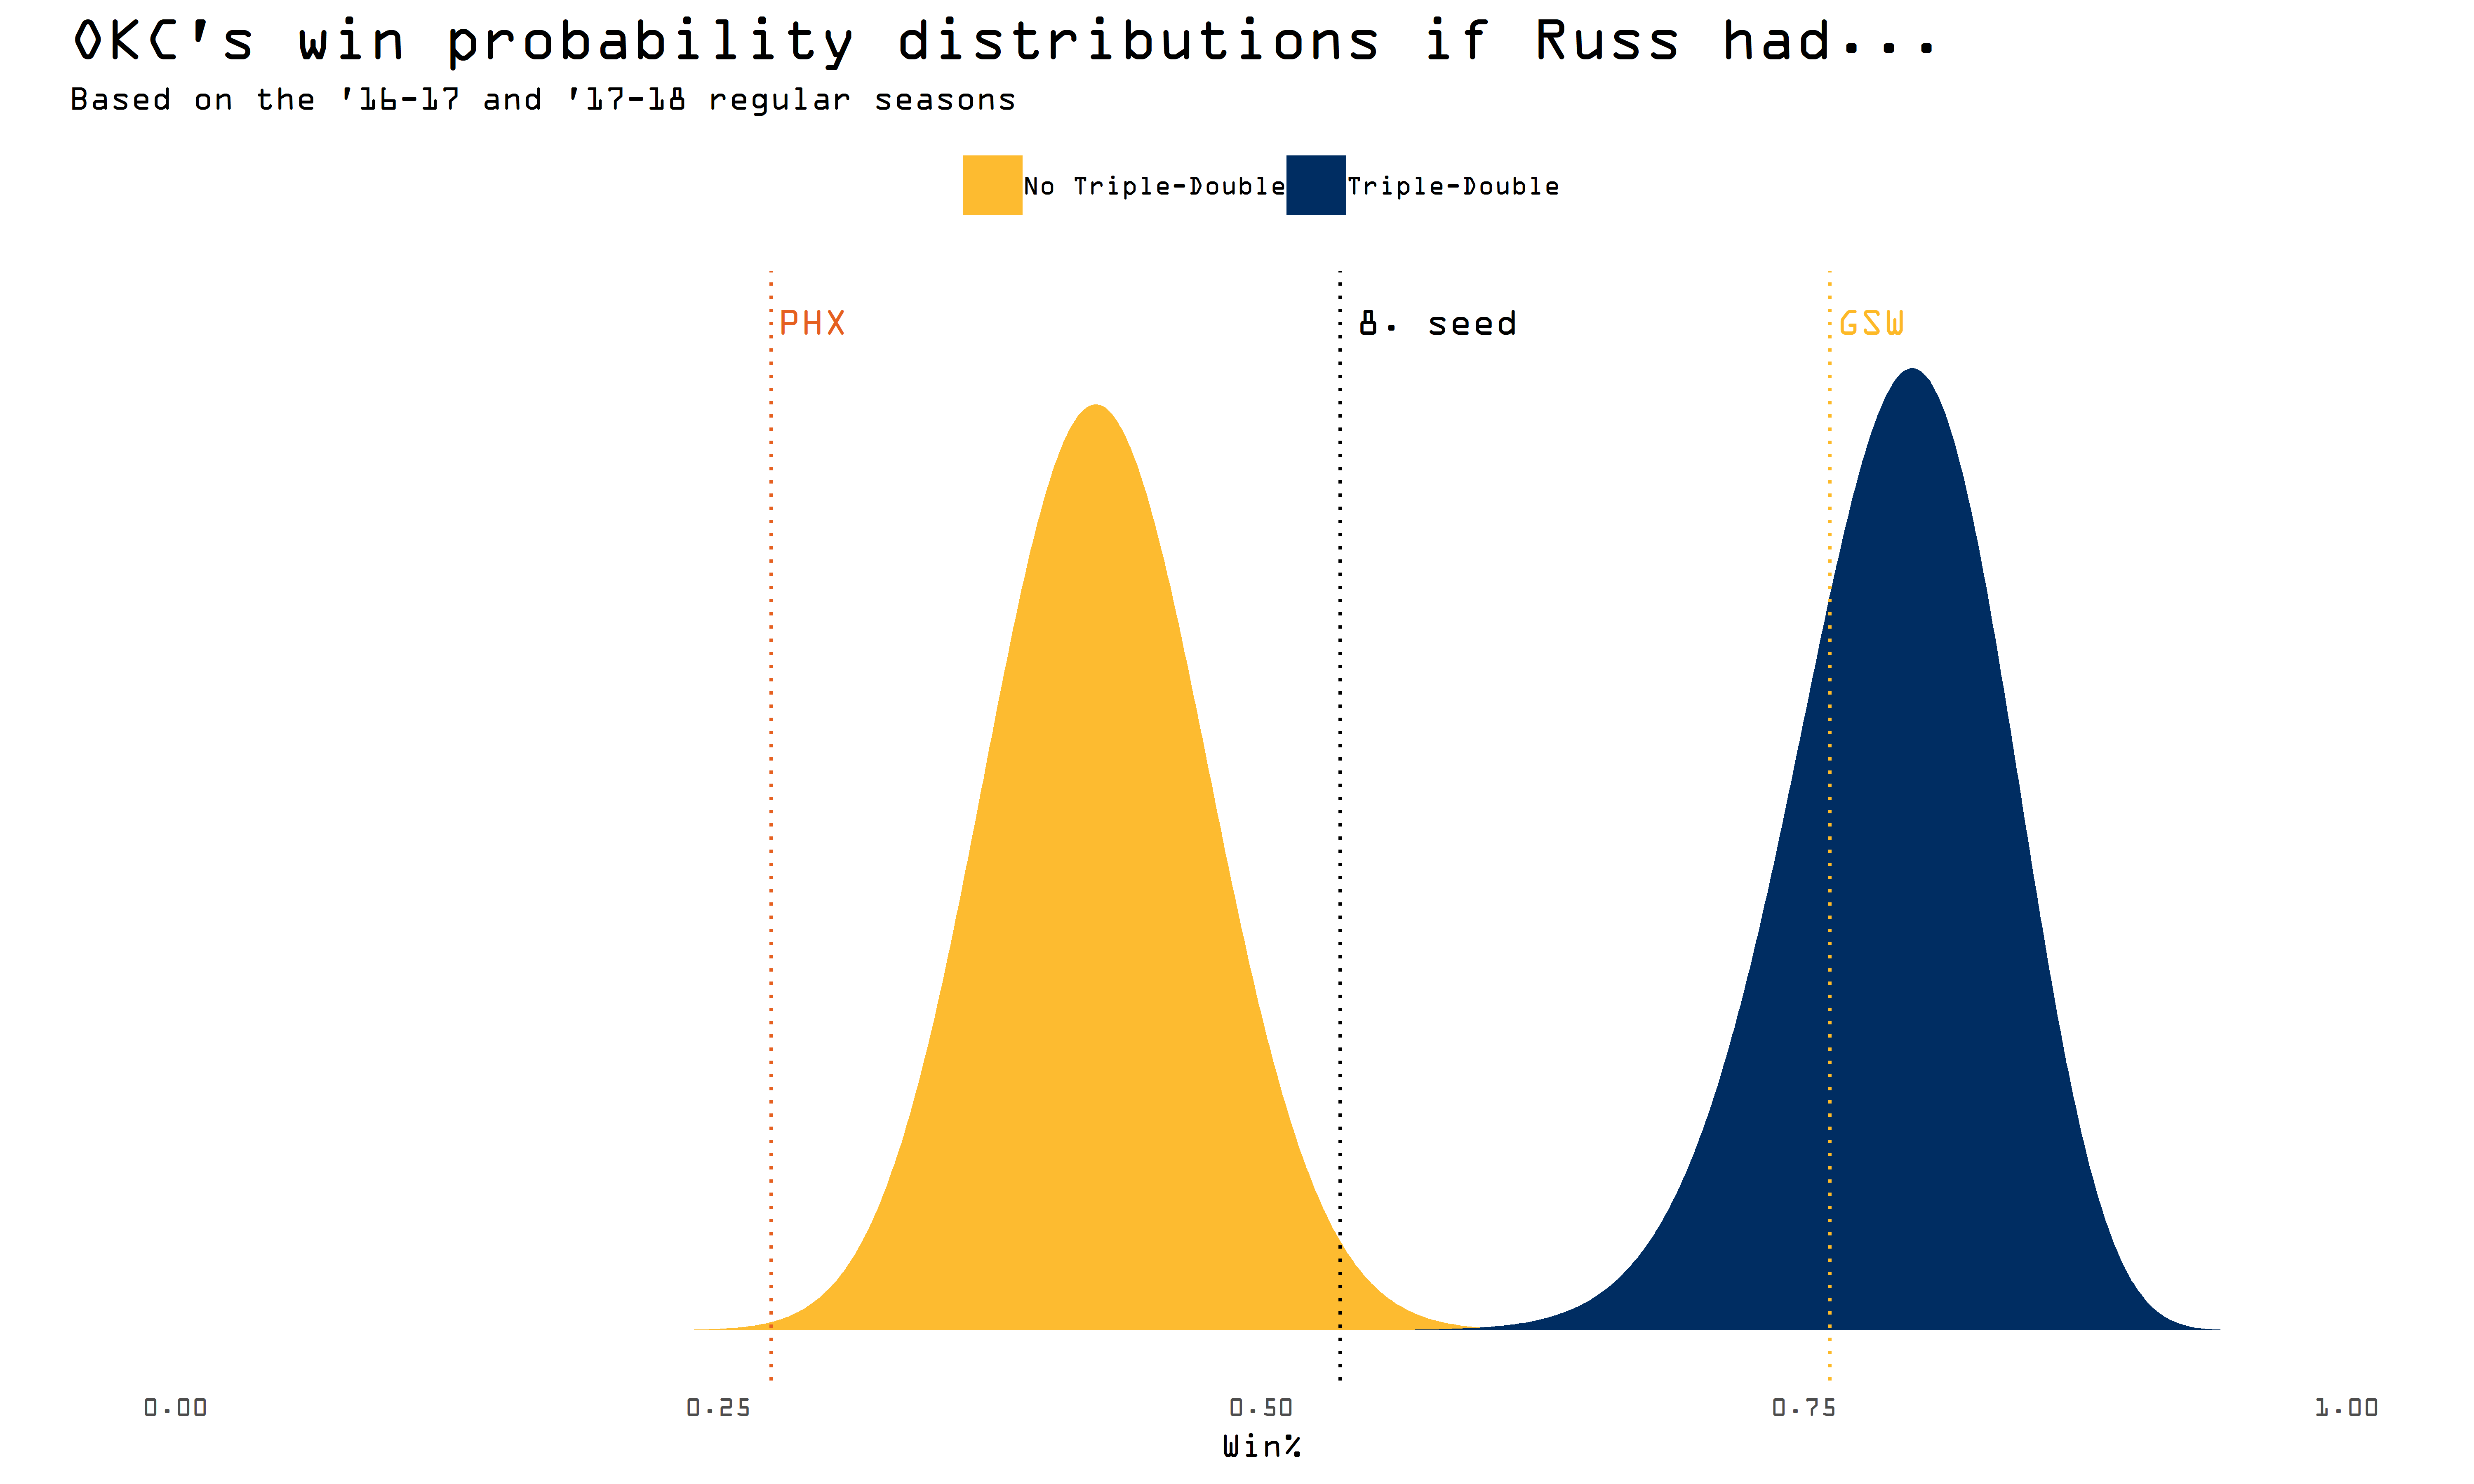 OKC's win probability distributions if Russ had...
Based on the '16-17 and '17-18 regular seasons
No Triple-Double Triple-Double
PHX 8. seed GSW
0.00 0.25 0.50 0.75 1.00
Win%